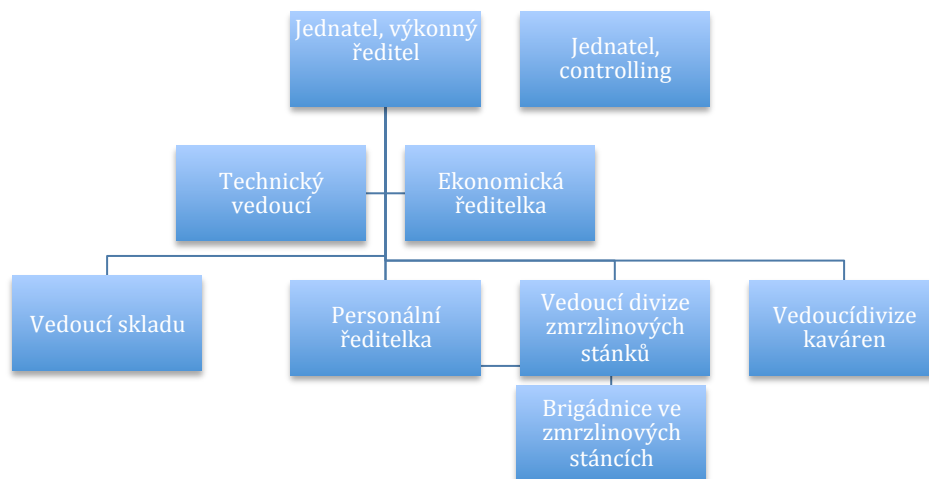 Jednatel, výkonný
ředitel
Jednatel,
controlling
Technický
vedoucí
Ekonomická
ředitelka
Vedoucí skladu
Personální
ředitelka
Vedoucí divize
zmrzlinových
stánků
Vedoucídivize
kaváren
Brigádnice ve
zmrzlinových
stáncích